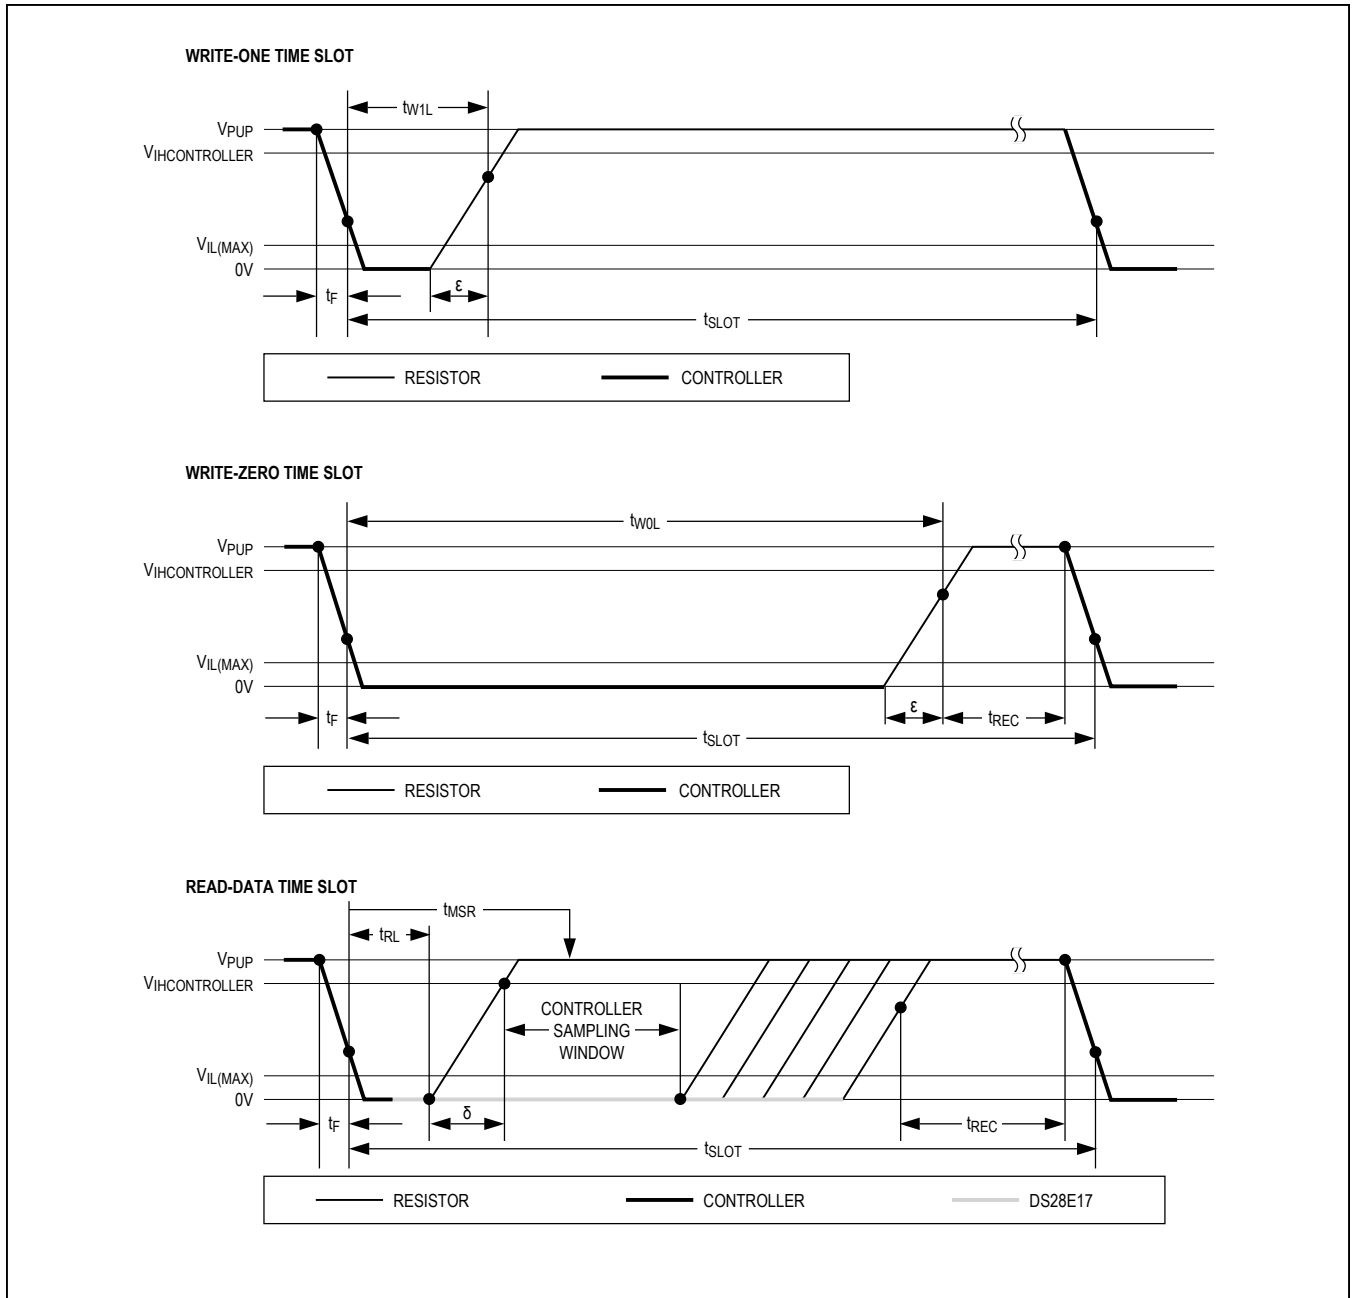 WRITE-ONE TIME SLOT
tW1L
VPUP
VIHCONTROLLER
VIL(MAX)
0V
tF
ε
tSLOT
RESISTOR CONTROLLER
WRITE-ZERO TIME SLOT
tW0L
VPUP
VIHCONTROLLER
VIL(MAX)
0V
tF
ε
tREC
tSLOT
RESISTOR CONTROLLER
READ-DATA TIME SLOT
tMSR
tRL
VPUP
VIHCONTROLLER
CONTROLLER
SAMPLING
WINDOW
VIL(MAX)
0V
tF
δ
tREC
tSLOT
RESISTOR CONTROLLER DS28E17